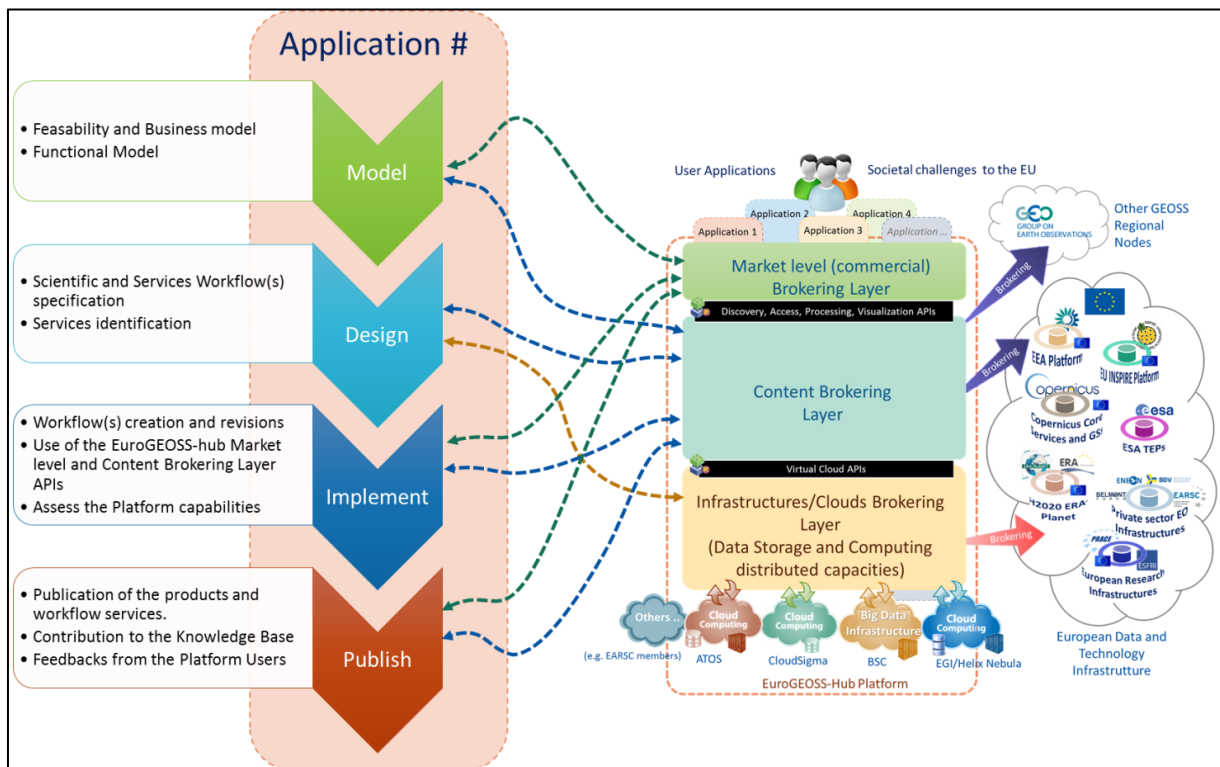 Application #
• Feasability and Business model
• Functional Model
Model
• Scientific and Services Workflow(s)
specification
• Services identification
Design
• Workflow(s) creation and revisions
• Use of the EuroGEOSS-hub Market
level and Content Brokering Layer
APIs
• Assess the Platform capabilities
Implement
• Publication of the products and
workflow services.
• Contribution to the Knowledge Base
• Feedbacks from the Platform Users
Publish
User Applications
Societal challenges to the EU
Application 2
Application 4
Application 1
Application 3
Application ...
Market level (commercial)
Brokering Layer
Discovery, Access, Processing, Visualization APIs
Content Brokering
Layer
Virtual Cloud APIs
Infrastructures/Clouds Brokering
Layer
(Data Storage and Computing
distributed capacities)
Others ..
(e.g. EARSC members)
Cloud
Computing
ATOS
Cloud
Computing
CloudSigma
Big Data
Infrastructure
BSC
Cloud
Computing
EGI/Helix Nebula
EuroGEOSS-Hub Platform
Brokering
Brokering
Brokering
GEO
GROUP ON
EARTH OBSERVATIONS
Other GEOSS
Regional
Nodes
EEA Platform
EU INSPIRE Platform
opernicus
Copernicus Core
Services and GSS
esa
ESA TEPs
ERA
H2020 ERA
Planet
BDV
BELMONT
EARSC
Private sector EO
Infrastructures
PRACE
ESFRI
European Research
Infrastructures
European Data and
Technology
Infrastrutture